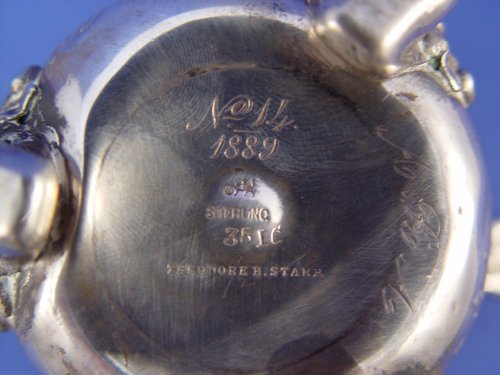 No. 14.
1889
STERLING
351C
THEODORE B. STARR